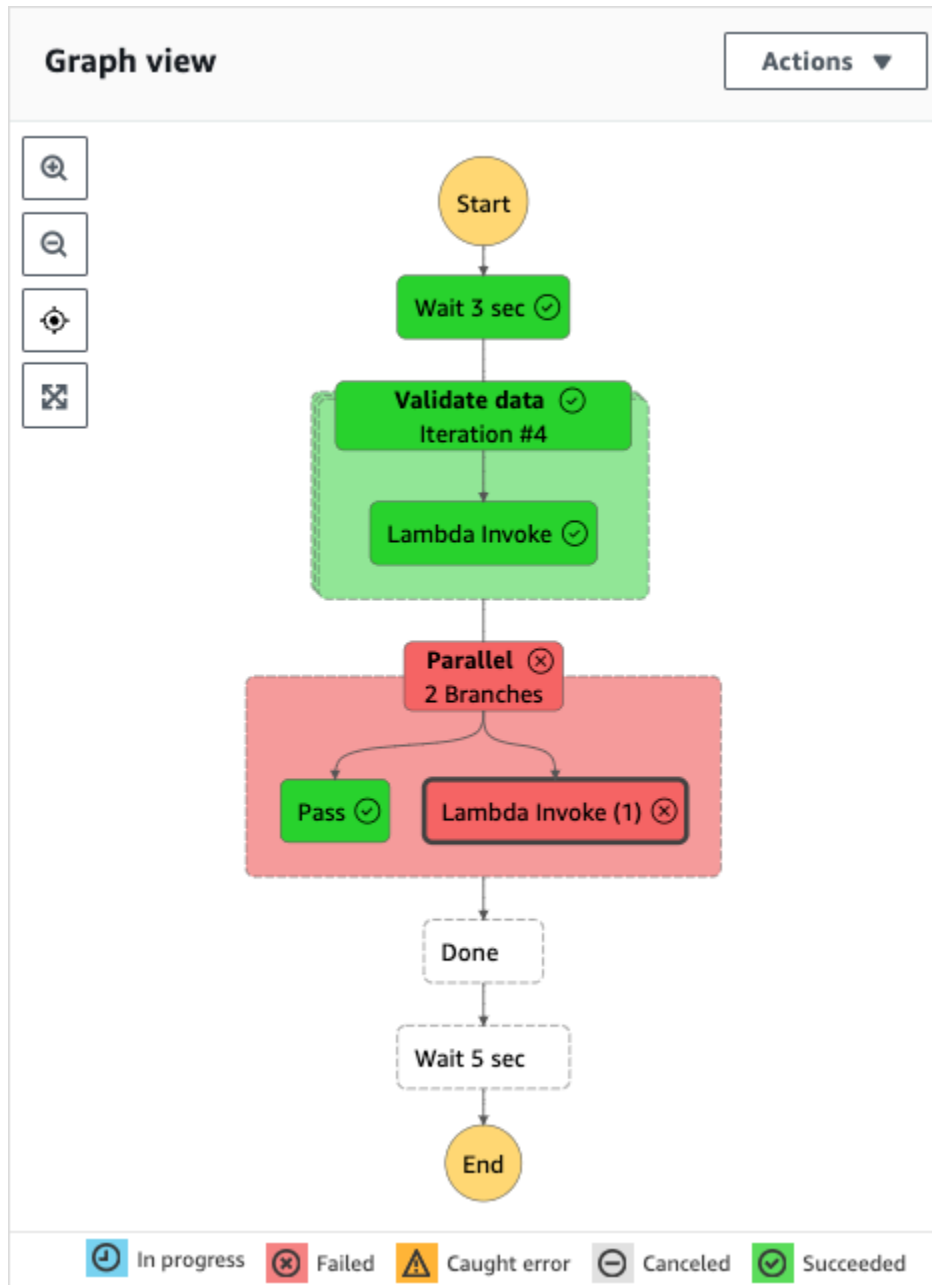 Graph view
Actions
Start
Wait 3 sec
Validate data
Iteration #4
Lambda Invoke
Parallel
2 Branches
Pass
Lambda Invoke (1)
Done
Wait 5 sec
End
In progress
Failed
Caught error
Canceled
Succeeded